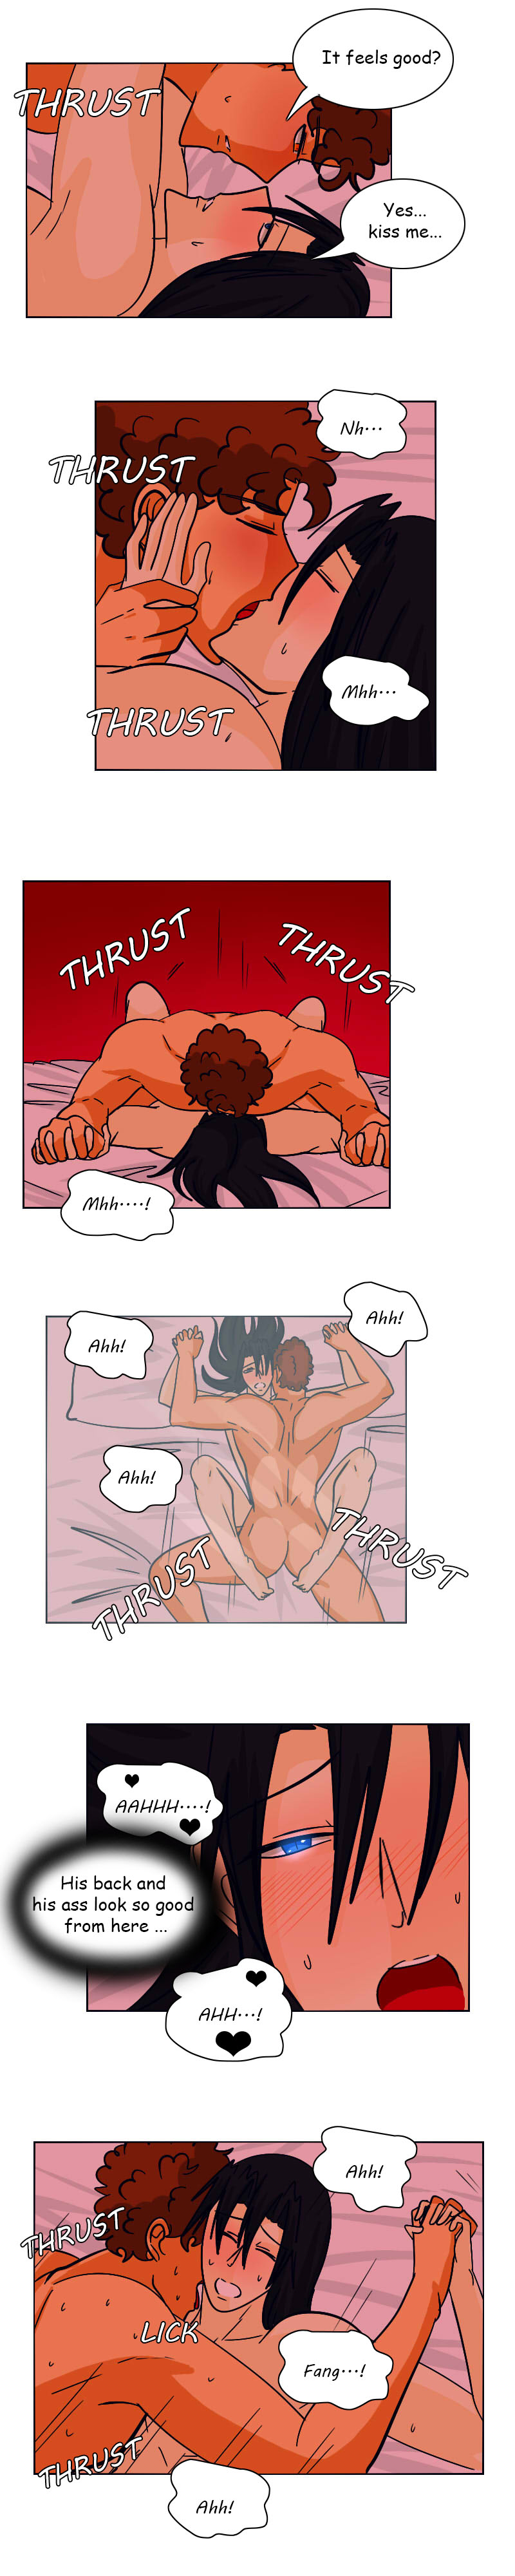 It feels good?
THRUST
Yes...
kiss me...
Nh...
THRUST
Mhh...
THRUST
THRUST
THRUST
Mhh....!
Ahh!
Ahh!
Ahh!
THRUST
THRUST
AAHHH....!
His back and
his ass look so good
from here ...
AHH...!
Ahh!
THRUST
LICK
Fang...!
THRUST
Ahh!